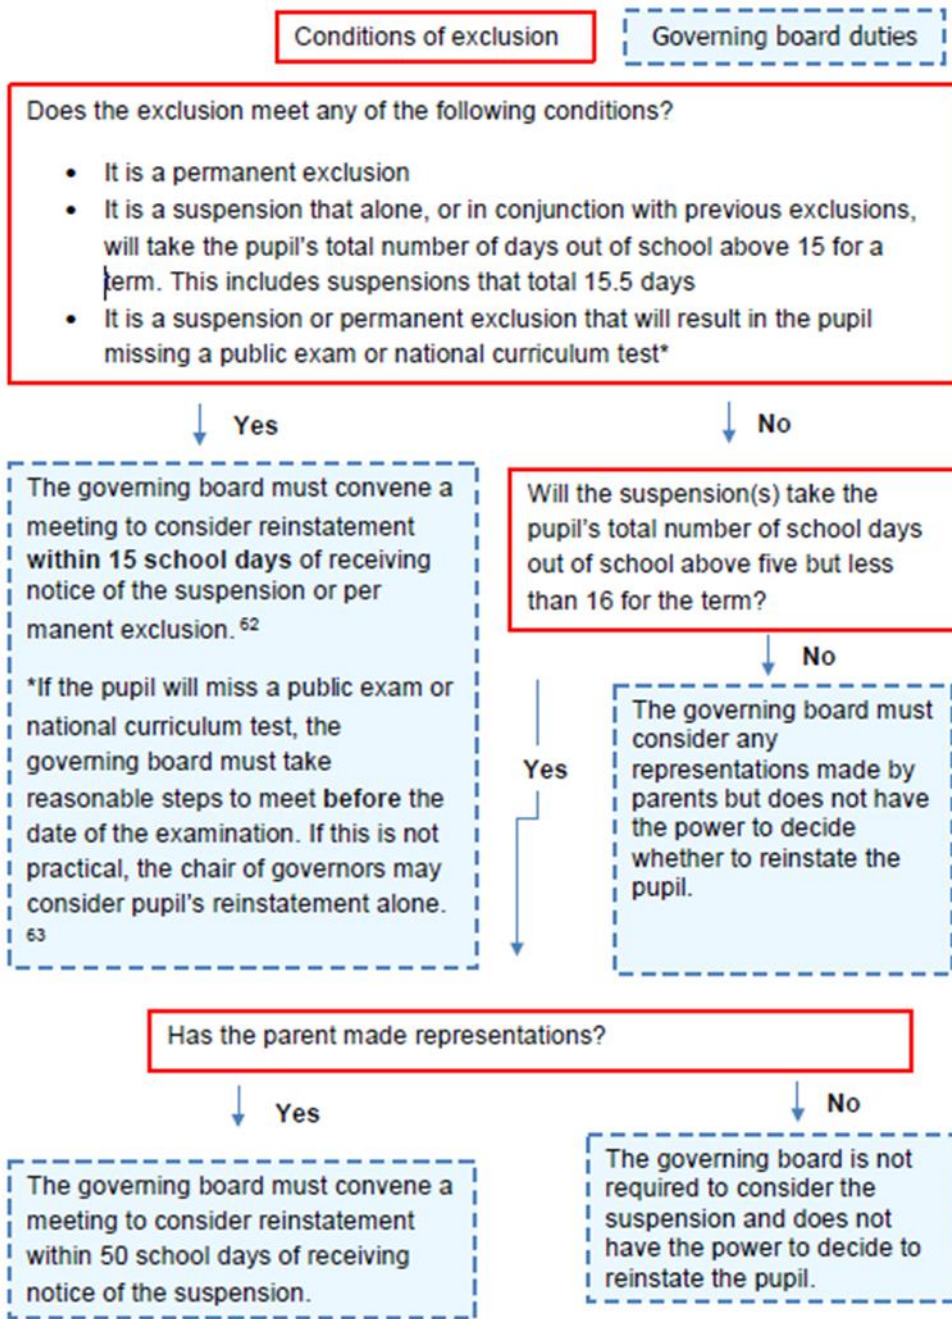 Conditions of exclusion
Governing board duties
Does the exclusion meet any of the following conditions?
• It is a permanent exclusion
• It is a suspension that alone, or in conjunction with previous exclusions,
will take the pupil's total number of days out of school above 15 for a
term. This includes suspensions that total 15.5 days
• It is a suspension or permanent exclusion that will result in the pupil
missing a public exam or national curriculum test*
Yes
No
The governing board must convene a
meeting to consider reinstatement
within 15 school days of receiving
notice of the suspension or per
manent exclusion. 62
*If the pupil will miss a public exam or
national curriculum test, the
governing board must take
reasonable steps to meet before the
date of the examination. If this is not
practical, the chair of governors may
consider pupil's reinstatement alone.
63
Will the suspension(s) take the
pupil's total number of school days
out of school above five but less
than 16 for the term?
Yes
No
The governing board must
consider any
representations made by
parents but does not have
the power to decide
whether to reinstate the
pupil.
Has the parent made representations?
Yes
No
The governing board must convene a
meeting to consider reinstatement
within 50 school days of receiving
notice of the suspension.
The governing board is not
required to consider the
suspension and does not
have the power to decide to
reinstate the pupil.